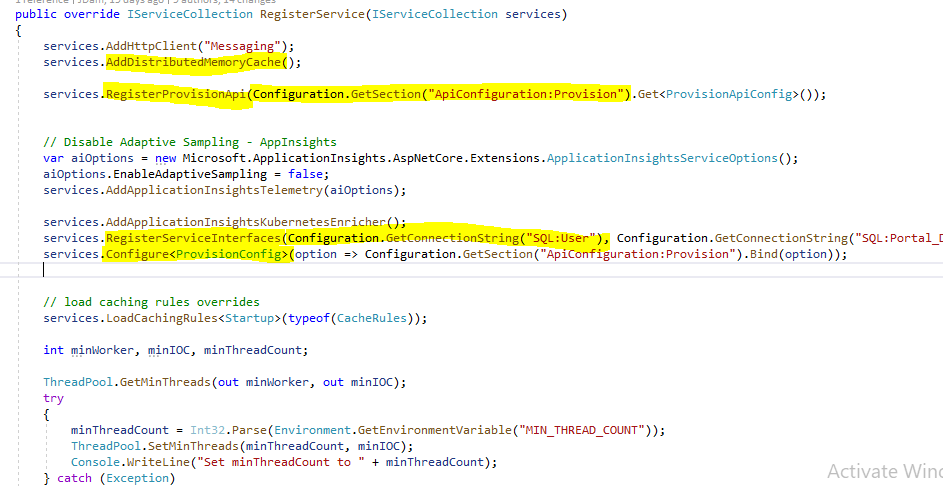 1 reference | JDam, 15 days ago | 5 authors, 14 changes
public override IServiceCollection RegisterService(IServiceCollection services)
{
services.AddHttpClient("Messaging");
services.AddDistributedMemoryCache();
services.RegisterProvisionApi(Configuration.GetSection("ApiConfiguration:Provision").Get<ProvisionApiConfig>());
// Disable Adaptive Sampling - AppInsights
var aiOptions = new Microsoft.ApplicationInsights.AspNetCore.Extensions.ApplicationInsightsServiceOptions();
aiOptions.EnableAdaptiveSampling = false;
services.AddApplicationInsightsTelemetry(aiOptions);
services.AddApplicationInsightsKubernetesEnricher();
services.RegisterServiceInterfaces(Configuration.GetConnectionString("SQL:User"), Configuration.GetConnectionString("SQL:Portal_D
services.Configure<ProvisionConfig>(option => Configuration.GetSection("ApiConfiguration:Provision").Bind(option));
// load caching rules overrides
services.LoadCachingRules<Startup>(typeof(CacheRules));
int minWorker, minIOC, minThreadCount;
ThreadPool.GetMinThreads(out minWorker, out minIOC);
try
{
minThreadCount = Int32.Parse(Environment.GetEnvironmentVariable("MIN_THREAD_COUNT"));
ThreadPool.SetMinThreads(minThreadCount, minIOC);
Console.WriteLine("Set minThreadCount to " + minThreadCount);
} catch (Exception)
Activate Wind